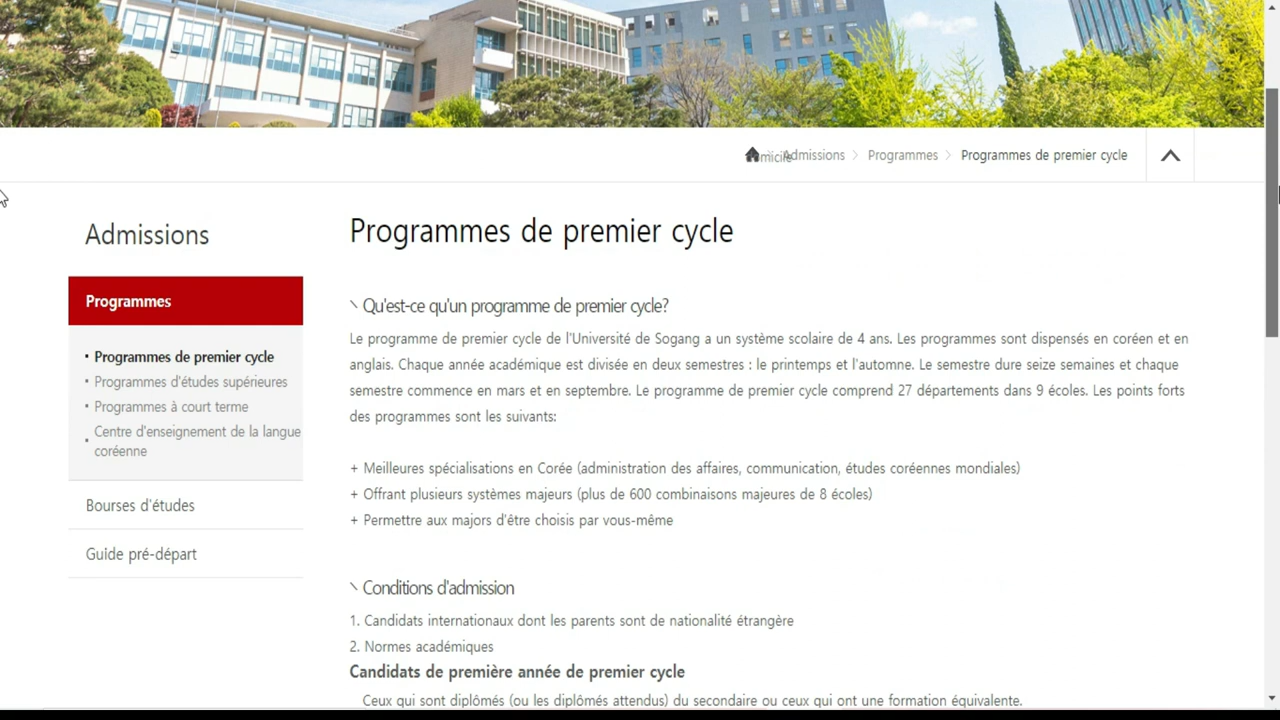 Admissions
Programmes
Programmes de premier cycle
Admissions
Programmes
• Programmes de premier cycle
• Programmes d'études supérieures
• Programmes à court terme
• Centre d'enseignement de la langue
coréenne
Bourses d'études
Guide pré-départ
Programmes de premier cycle
Qu'est-ce qu'un programme de premier cycle?
Le programme de premier cycle de l'Université de Sogang a un système scolaire de 4 ans. Les programmes sont dispensés en coréen et en
anglais. Chaque année académique est divisée en deux semestres : le printemps et l'automne. Le semestre dure seize semaines et chaque
semestre commence en mars et en septembre. Le programme de premier cycle comprend 27 départements dans 9 écoles. Les points forts
des programmes sont les suivants:
+ Meilleures spécialisations en Corée (administration des affaires, communication, études coréennes mondiales)
+ Offrant plusieurs systèmes majeurs (plus de 600 combinaisons majeures de 8 écoles)
+ Permettre aux majors d'être choisis par vous-même
Conditions d'admission
1. Candidats internationaux dont les parents sont de nationalité étrangère
2. Normes académiques
Candidats de première année de premier cycle
Ceux qui sont diplômés (ou les diplômés attendus) du secondaire ou ceux qui ont une formation équivalente.